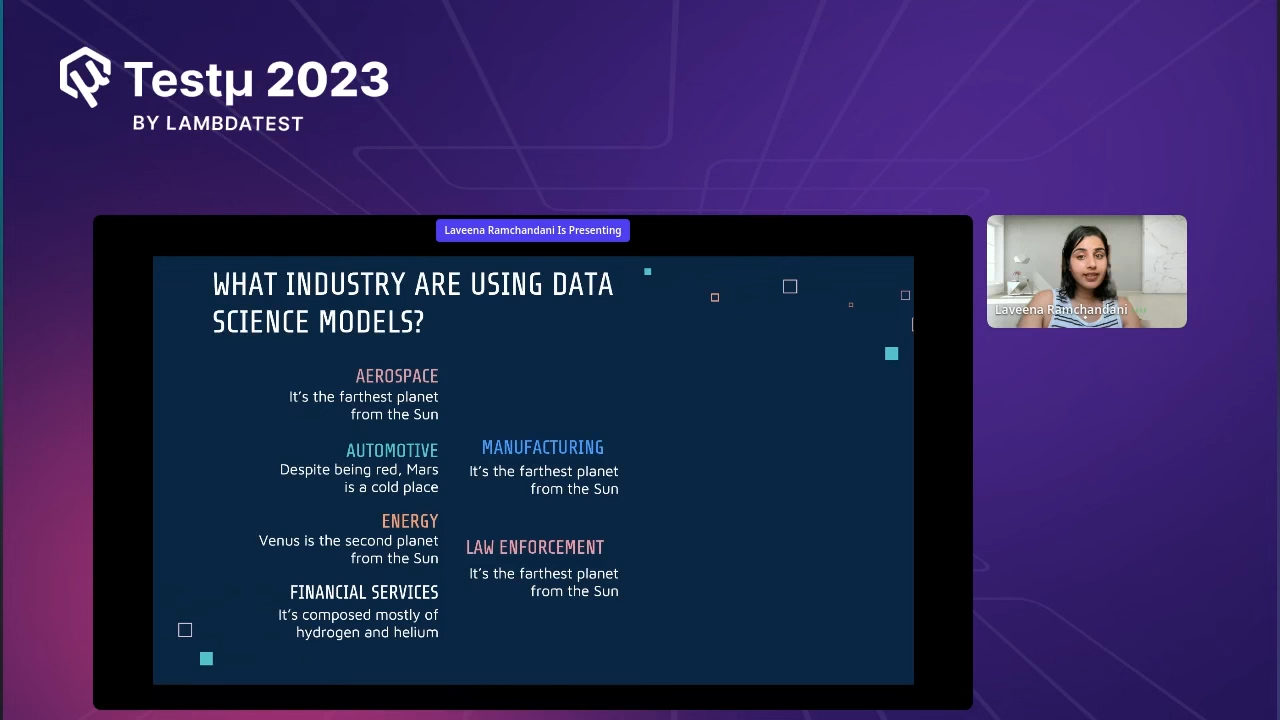 Testμ 2023
BY LAMBDATEST
Laveena Ramchandani Is Presenting
WHAT INDUSTRY ARE USING DATA
SCIENCE MODELS?
AEROSPACE
It's the farthest planet
from the Sun
AUTOMOTIVE
Despite being red, Mars
is a cold place
ENERGY
Venus is the second planet
from the Sun
FINANCIAL SERVICES
It's composed mostly of
hydrogen and helium
MANUFACTURING
It's the farthest planet
from the Sun
LAW ENFORCEMENT
It's the farthest planet
from the Sun
Laveena Ramchandani